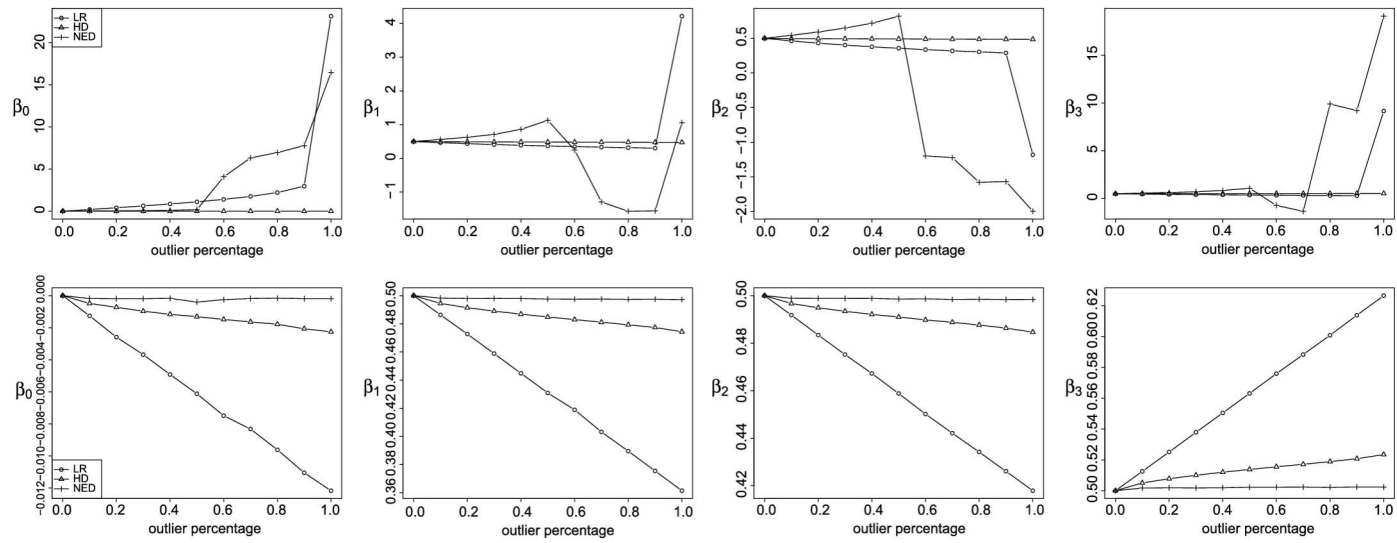 LR
HD
NED
β0
20
15
10
5
0
0.0 0.2 0.4 0.6 0.8 1.0
outlier percentage
β1
4
3
2
1
0
−1
0.0 0.2 0.4 0.6 0.8 1.0
outlier percentage
β2
0.5
0.0
−0.5
−1.0
−1.5
−2.0
0.0 0.2 0.4 0.6 0.8 1.0
outlier percentage
β3
15
10
5
0
0.0 0.2 0.4 0.6 0.8 1.0
outlier percentage
β0
−0.012−0.010−0.008−0.006−0.004−0.002 0.000
LR
HD
NED
0.0 0.2 0.4 0.6 0.8 1.0
outlier percentage
β1
0.36 0.38 0.40 0.42 0.44 0.46 0.48 0.50
0.0 0.2 0.4 0.6 0.8 1.0
outlier percentage
β2
0.50
0.48
0.46
0.44
0.42
0.0 0.2 0.4 0.6 0.8 1.0
outlier percentage
β3
0.50 0.52 0.54 0.56 0.58 0.60 0.62
0.0 0.2 0.4 0.6 0.8 1.0
outlier percentage